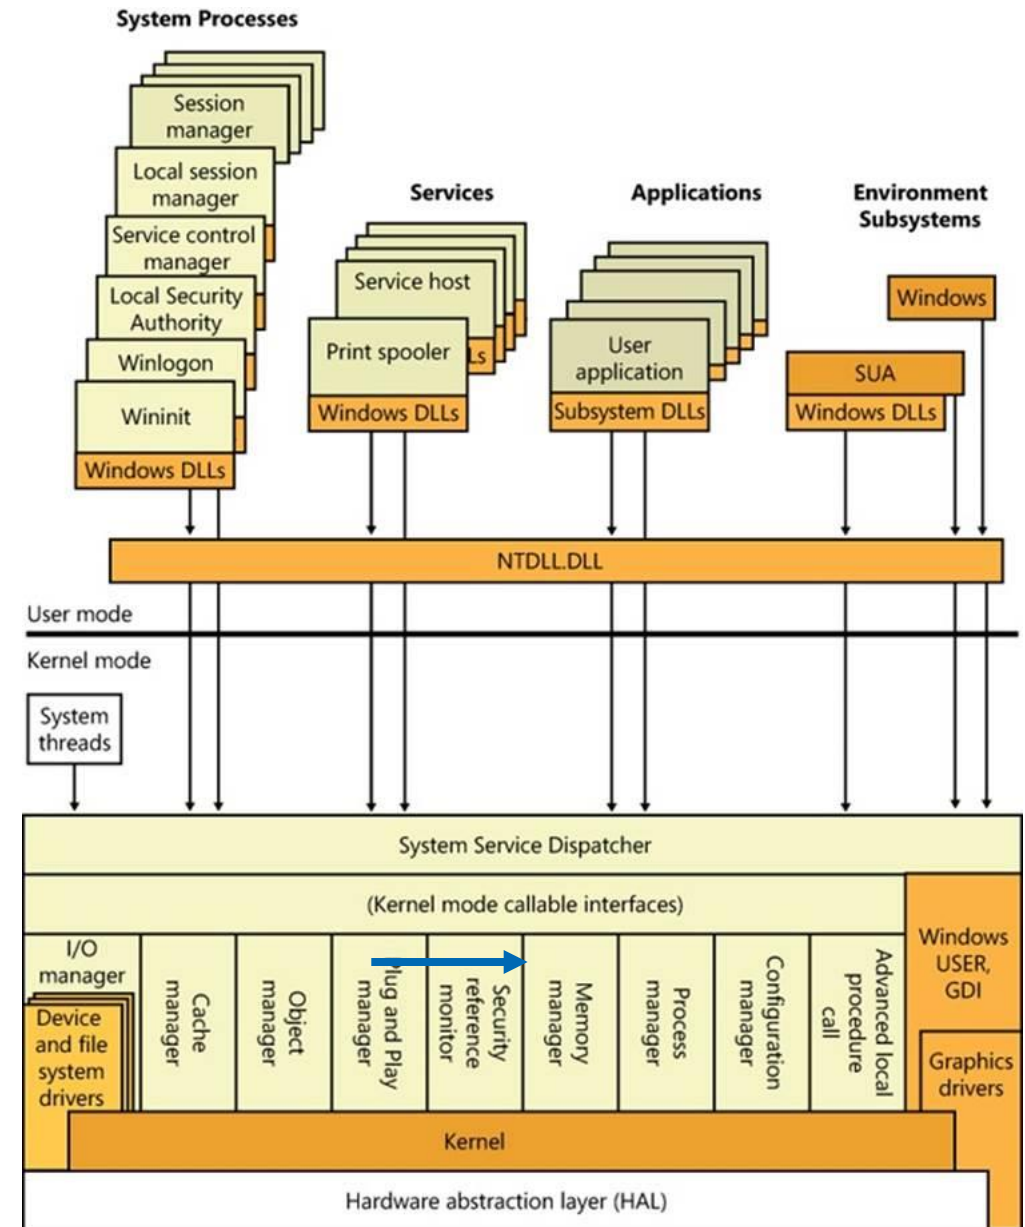 System Processes
Session
manager
Local session
manager
Service control
manager
Local Security
Authority
Winlogon
Wininit
Windows DLLs
Services
Service host
Print spooler
Ls
Windows DLLs
Applications
User
application
Subsystem DLLs
Environment
Subsystems
Windows
SUA
Windows DLLs
NTDLL.DLL
User mode
Kernel mode
System
threads
System Service Dispatcher
(Kernel mode callable interfaces)
I/O
manager
Device
and file
system
drivers
Cache
manager
Object
manager
Plug and Play
manager
Security
reference
monitor
Memory
manager
Process
manager
Configuration
manager
Advanced local
procedure
call
Windows
USER,
GDI
Graphics
drivers
Kernel
Hardware abstraction layer (HAL)